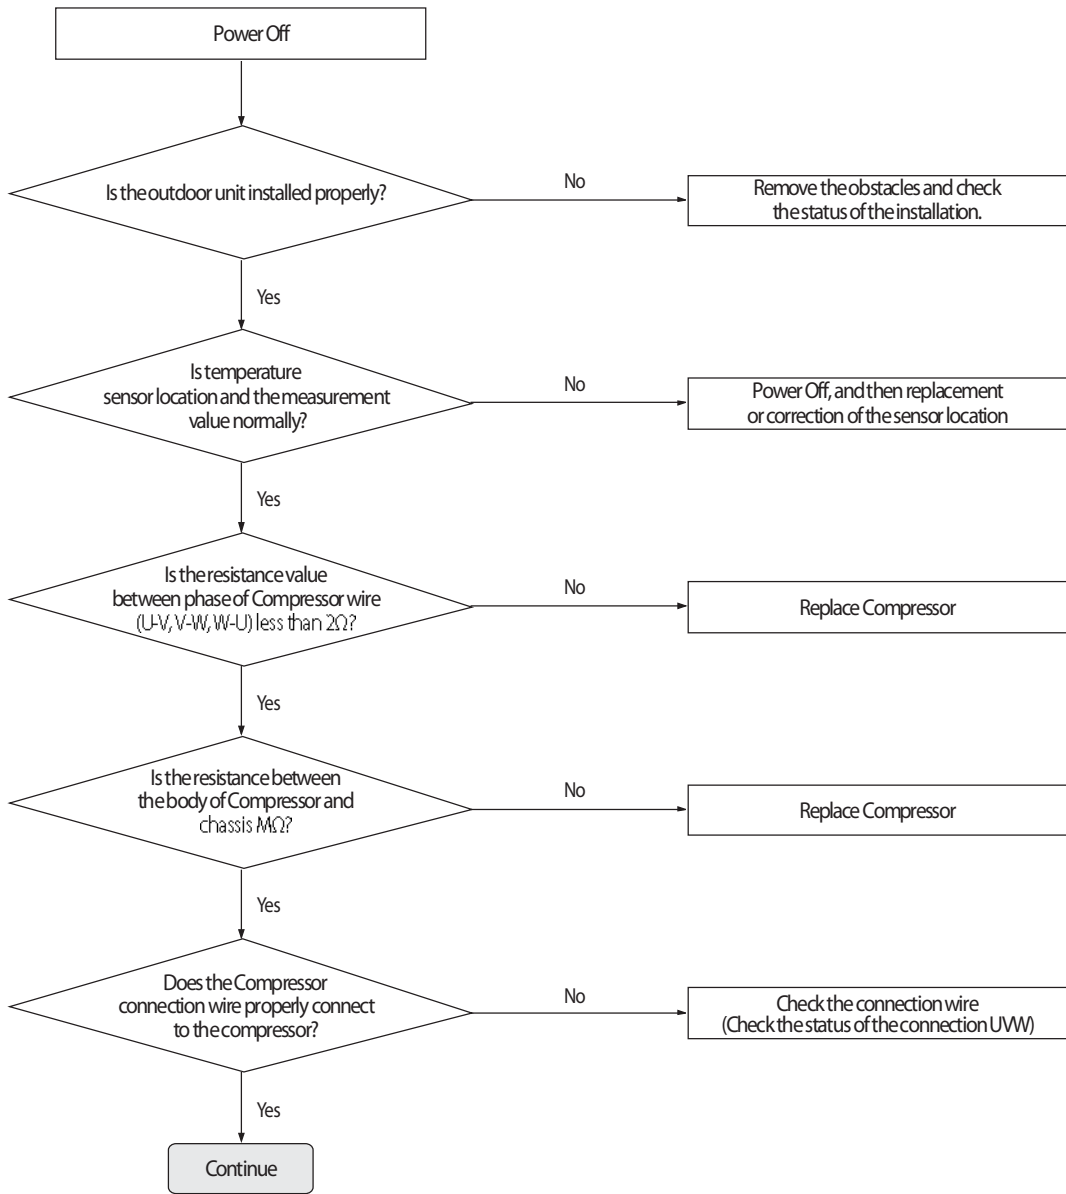 Power Off
Is the outdoor unit installed properly?
No
Remove the obstacles and check
the status of the installation.
Yes
Is temperature
sensor location and the measurement
value normally?
No
Power Off, and then replacement
or correction of the sensor location
Yes
Is the resistance value
between phase of Compressor wire
(U-V, V-W, W-U) less than 2Ω?
No
Replace Compressor
Yes
Is the resistance between
the body of Compressor and
chassis MΩ?
No
Replace Compressor
Yes
Does the Compressor
connection wire properly connect
to the compressor?
No
Check the connection wire
(Check the status of the connection UVW)
Yes
Continue